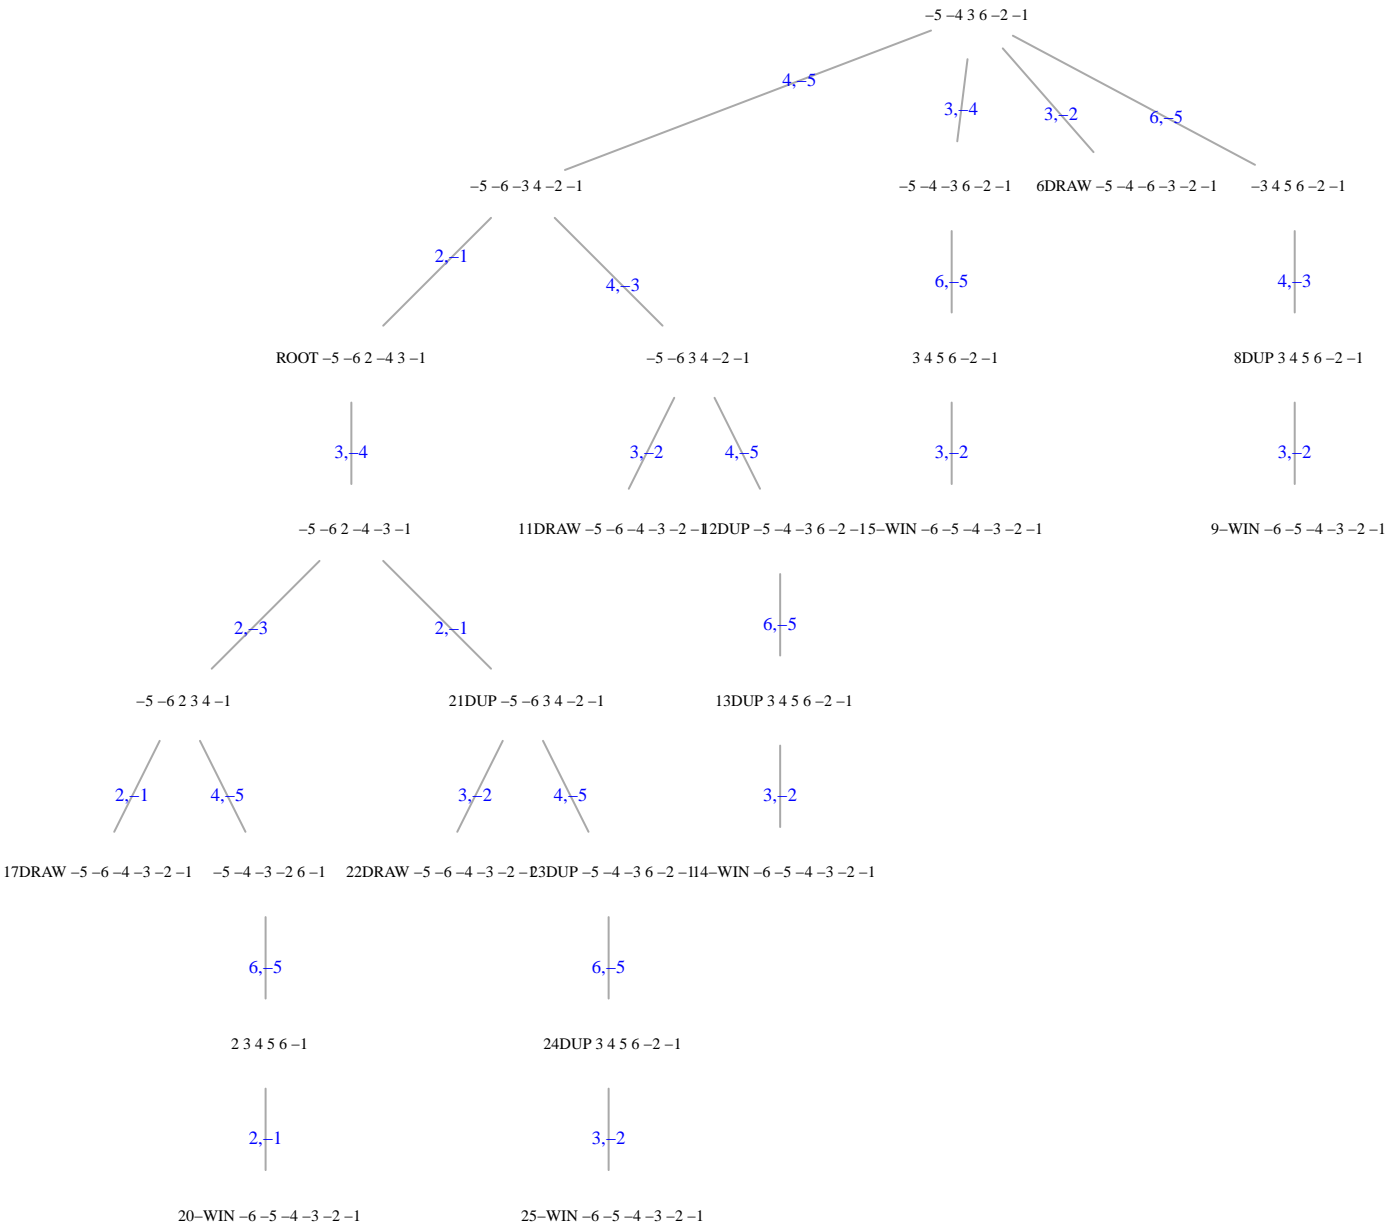 –5 –4 3 6 –2 –1
4,–5
3,–4
3,–2
6,–5
–5 –6 –3 4 –2 –1
–5 –4 –3 6 –2 –1
6DRAW –5 –4 –6 –3 –2 –1
–3 4 5 6 –2 –1
2,–1
4,–3
6,–5
4,–3
ROOT –5 –6 2 –4 3 –1
–5 –6 3 4 –2 –1
3 4 5 6 –2 –1
8DUP 3 4 5 6 –2 –1
3,–4
3,–2
4,–5
3,–2
3,–2
–5 –6 2 –4 –3 –1
11DRAW –5 –6 –4 –3 –2 –1
12DUP –5 –4 –3 6 –2 –1
15–WIN –6 –5 –4 –3 –2 –1
9–WIN –6 –5 –4 –3 –2 –1
2,–3
2,–1
6,–5
–5 –6 2 3 4 –1
21DUP –5 –6 3 4 –2 –1
13DUP 3 4 5 6 –2 –1
2,–1
4,–5
3,–2
4,–5
3,–2
17DRAW –5 –6 –4 –3 –2 –1
–5 –4 –3 –2 6 –1
22DRAW –5 –6 –4 –3 –2 –1
23DUP –5 –4 –3 6 –2 –1
14–WIN –6 –5 –4 –3 –2 –1
6,–5
6,–5
2 3 4 5 6 –1
24DUP 3 4 5 6 –2 –1
2,–1
3,–2
20–WIN –6 –5 –4 –3 –2 –1
25–WIN –6 –5 –4 –3 –2 –1